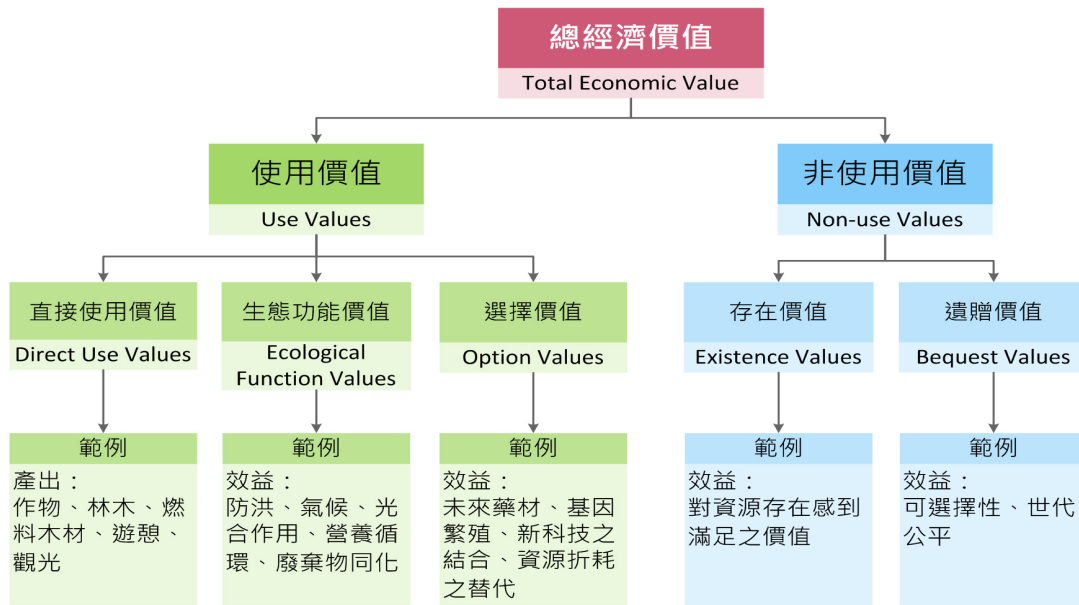 總經濟價值
Total Economic Value
使用價值
Use Values
非使用價值
Non-use Values
直接使用價值
Direct Use Values
生態功能價值
Ecological
Function Values
選擇價值
Option Values
存在價值
Existence Values
遺贈價值
Bequest Values
範例
產出：
作物、林木、燃
料木材、遊憩、
觀光
範例
效益：
防洪、氣候、光
合作用、營養循
環、廢棄物同化
範例
效益：
未來藥材、基因
繁殖、新科技之
結合、資源折耗
之替代
範例
效益：
對資源存在感到
滿足之價值
範例
效益：
可選擇性、世代
公平